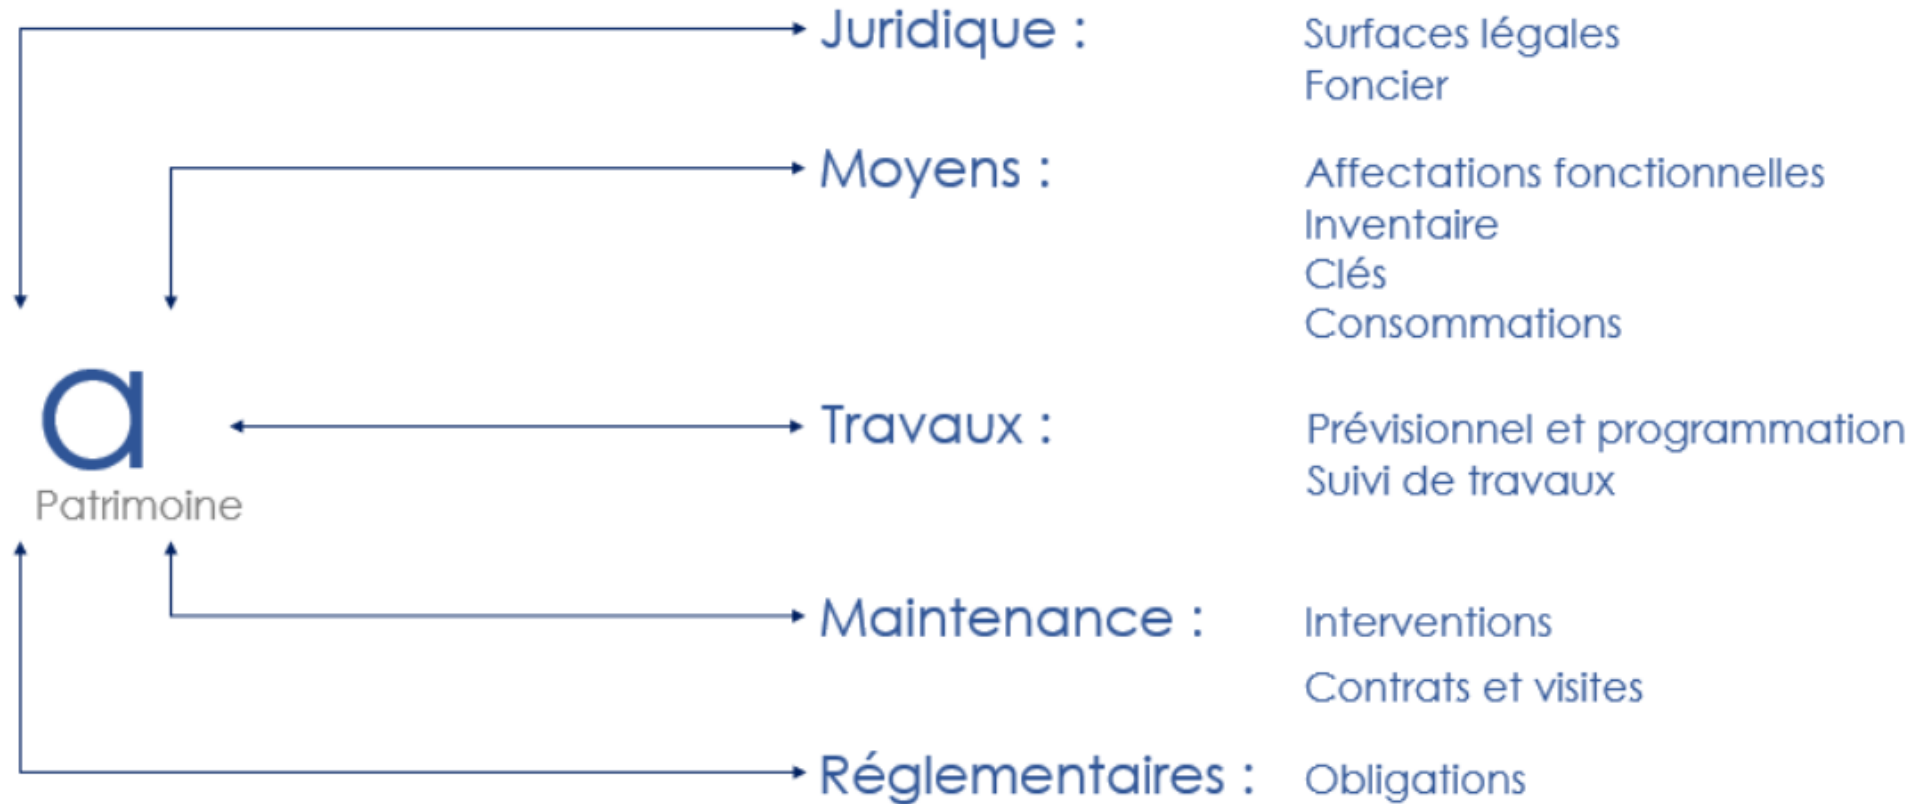 Juridique : Surfaces légales
Foncier
Moyens : Affectations fonctionnelles
Inventaire
Clés
Consommations
a
Patrimoine
Travaux : Prévisionnel et programmation
Suivi de travaux
Maintenance : Interventions
Contrats et visites
Réglementaires : Obligations